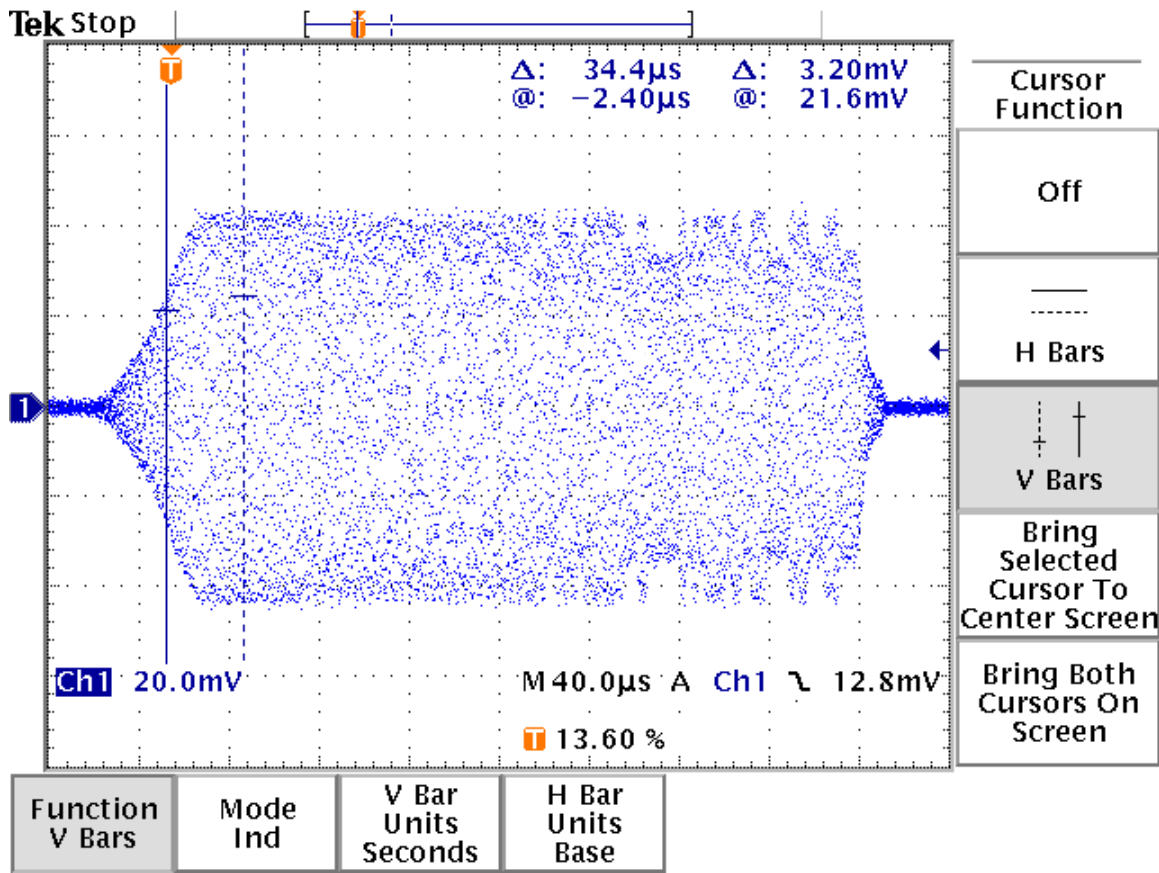 Tek Stop
T
T
Δ: 34.4µs Δ: 3.20mV
@: −2.40µs @: 21.6mV
1
Ch1 20.0mV M 40.0µs A Ch1 12.8mV
T 13.60 %
Cursor
Function
Off
H Bars
V Bars
Bring
Selected
Cursor To
Center Screen
Bring Both
Cursors On
Screen
Function
V Bars
Mode
Ind
V Bar
Units
Seconds
H Bar
Units
Base